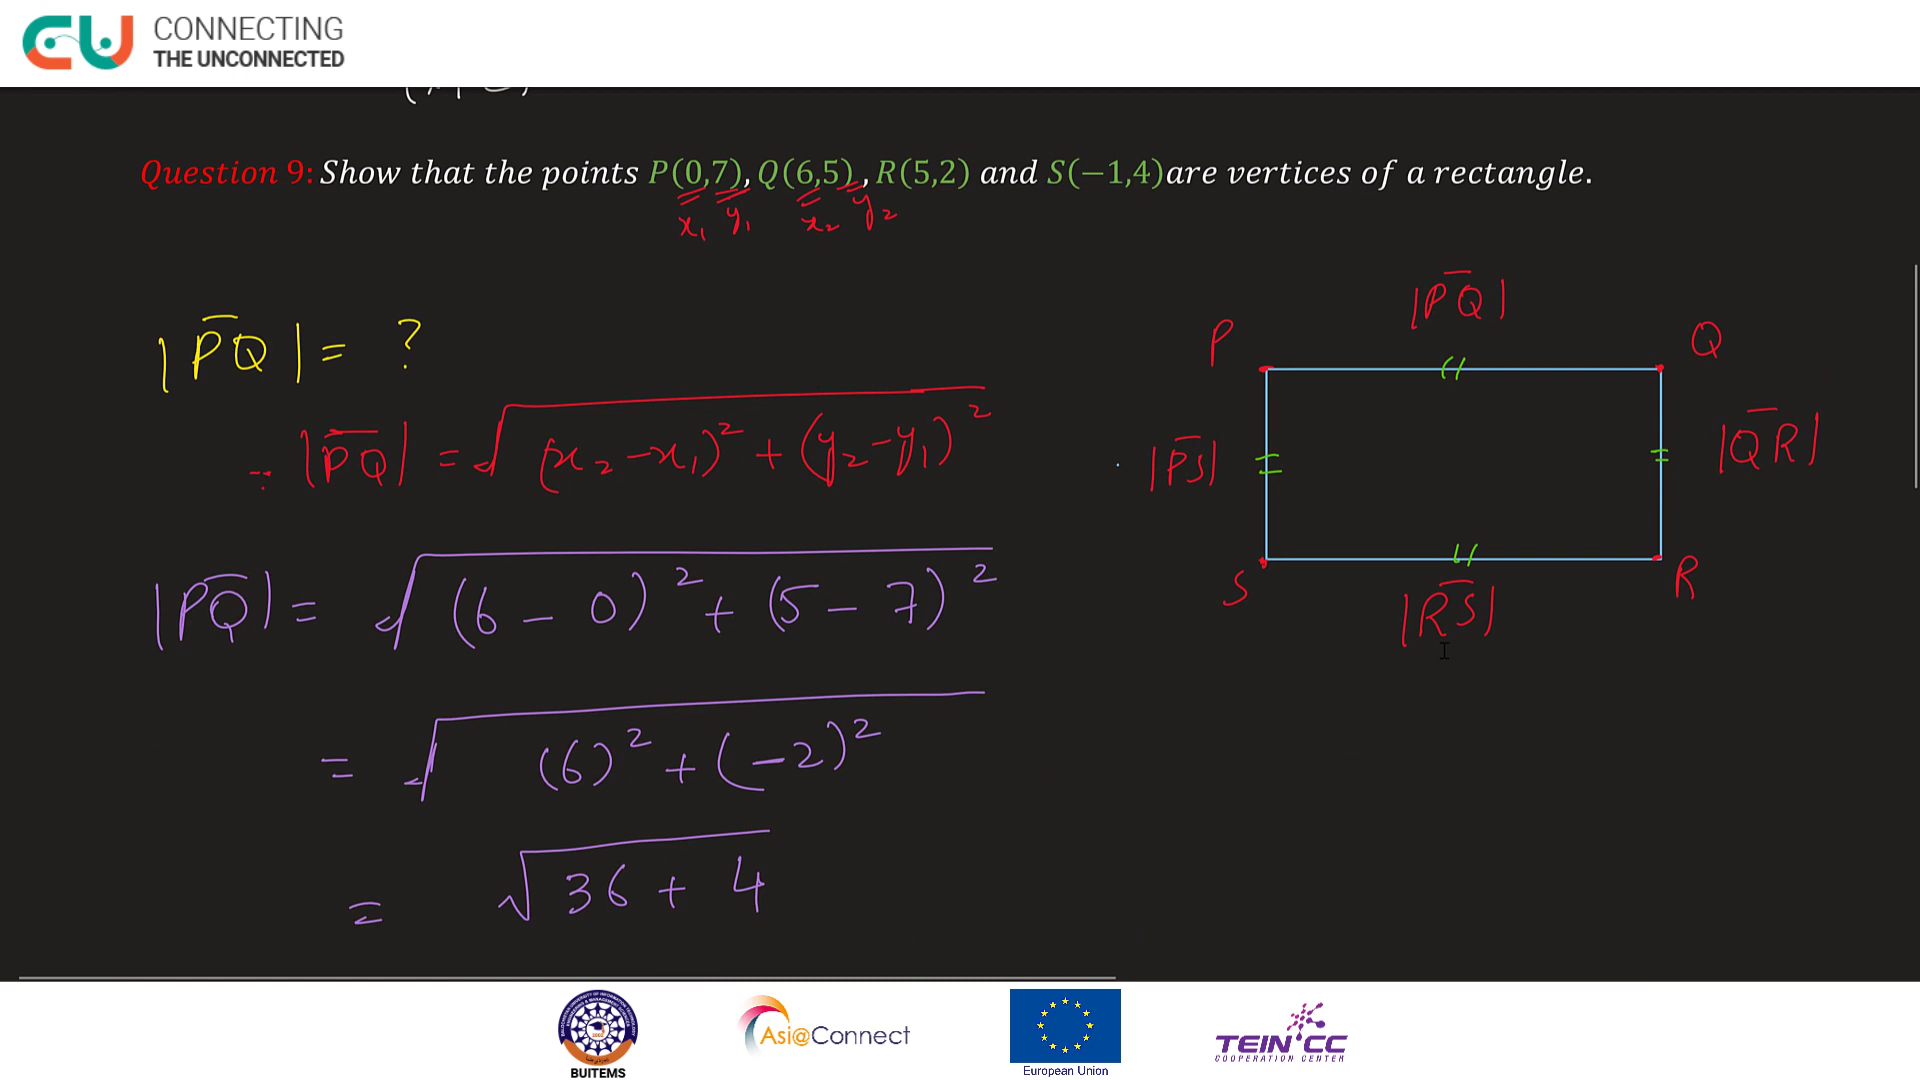 CONNECTING
THE UNCONNECTED
Question 9: Show that the points P(0,7), Q(6,5), R(5,2) and S(−1,4)are vertices of a rectangle.
x₁ y₁ x₂ y₂
|PQ| = ?
∵ |PQ| = √(x₂−x₁)² + (y₂−y₁)²
|PQ| = √(6 − 0)² + (5 − 7)²
= √(6)² + (−2)²
= √36 + 4
|PQ|
P Q
|PS| |QR|
S R
|RS|
BUITEMS
Asi@Connect
European Union
TEIN*CC
COOPERATION CENTER